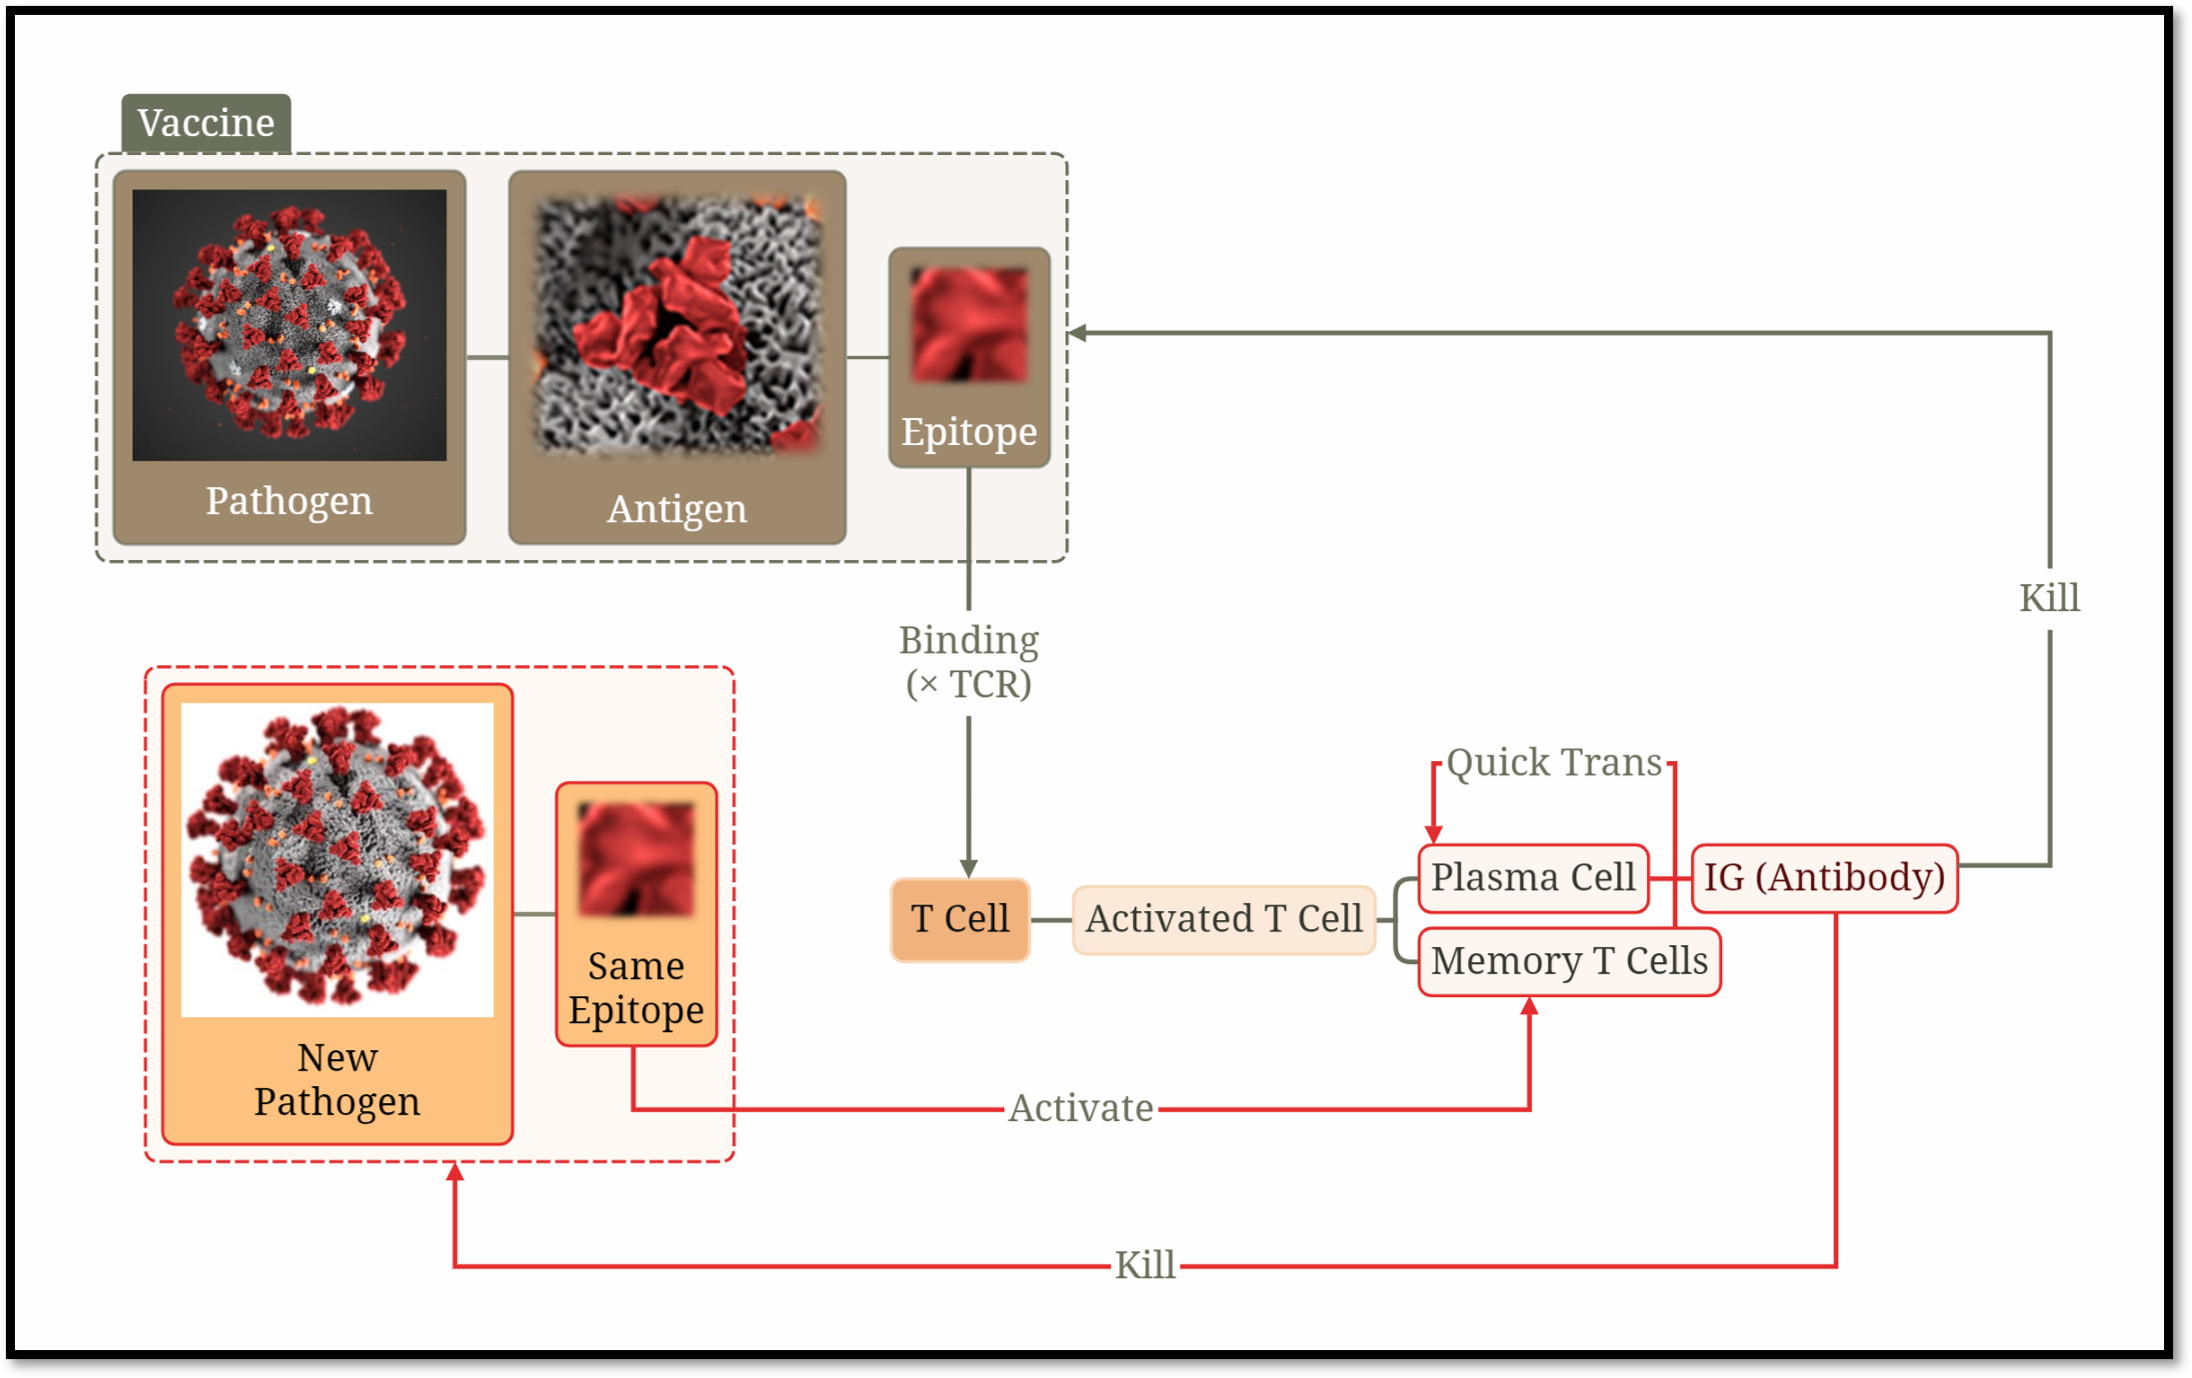 Vaccine
Pathogen
Antigen
Epitope
Binding
(× TCR)
Kill
New
Pathogen
Same
Epitope
T Cell
Activated T Cell
Quick Trans
Plasma Cell
IG (Antibody)
Memory T Cells
Activate
Kill